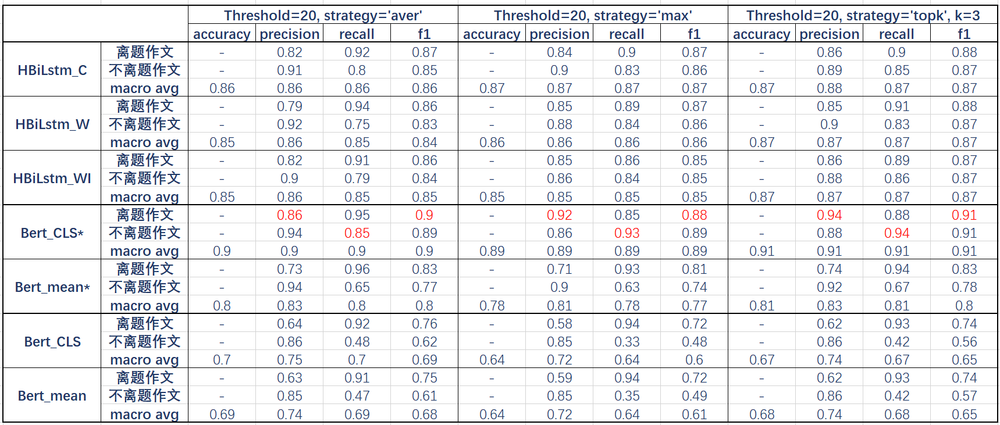 Threshold=20, strategy='aver' Threshold=20, strategy='max' Threshold=20, strategy='topk', k=3
accuracy precision recall f1 accuracy precision recall f1 accuracy precision recall f1
HBiLstm_C 离题作文 - 0.82 0.92 0.87 - 0.84 0.9 0.87 - 0.86 0.9 0.88
不离题作文 - 0.91 0.8 0.85 - 0.9 0.83 0.86 - 0.89 0.85 0.87
macro avg 0.86 0.86 0.86 0.86 0.87 0.87 0.87 0.87 0.87 0.88 0.87 0.87
HBiLstm_W 离题作文 - 0.79 0.94 0.86 - 0.85 0.89 0.87 - 0.85 0.91 0.88
不离题作文 - 0.92 0.75 0.83 - 0.88 0.84 0.86 - 0.9 0.83 0.87
macro avg 0.85 0.86 0.85 0.84 0.86 0.86 0.86 0.86 0.87 0.87 0.87 0.87
HBiLstm_WI 离题作文 - 0.82 0.91 0.86 - 0.85 0.86 0.85 - 0.86 0.89 0.87
不离题作文 - 0.9 0.79 0.84 - 0.86 0.84 0.85 - 0.88 0.86 0.87
macro avg 0.85 0.86 0.85 0.85 0.85 0.85 0.85 0.85 0.87 0.87 0.87 0.87
Bert_CLS* 离题作文 - 0.86 0.95 0.9 - 0.92 0.85 0.88 - 0.94 0.88 0.91
不离题作文 - 0.94 0.85 0.89 - 0.86 0.93 0.89 - 0.88 0.94 0.91
macro avg 0.9 0.9 0.9 0.9 0.89 0.89 0.89 0.89 0.91 0.91 0.91 0.91
Bert_mean* 离题作文 - 0.73 0.96 0.83 - 0.71 0.93 0.81 - 0.74 0.94 0.83
不离题作文 - 0.94 0.65 0.77 - 0.9 0.63 0.74 - 0.92 0.67 0.78
macro avg 0.8 0.83 0.8 0.8 0.78 0.81 0.78 0.77 0.81 0.83 0.81 0.8
Bert_CLS 离题作文 - 0.64 0.92 0.76 - 0.58 0.94 0.72 - 0.62 0.93 0.74
不离题作文 - 0.86 0.48 0.62 - 0.85 0.33 0.48 - 0.86 0.42 0.56
macro avg 0.7 0.75 0.7 0.69 0.64 0.72 0.64 0.6 0.67 0.74 0.67 0.65
Bert_mean 离题作文 - 0.63 0.91 0.75 - 0.59 0.94 0.72 - 0.62 0.93 0.74
不离题作文 - 0.85 0.47 0.61 - 0.85 0.35 0.49 - 0.86 0.42 0.57
macro avg 0.69 0.74 0.69 0.68 0.64 0.72 0.64 0.61 0.68 0.74 0.68 0.65